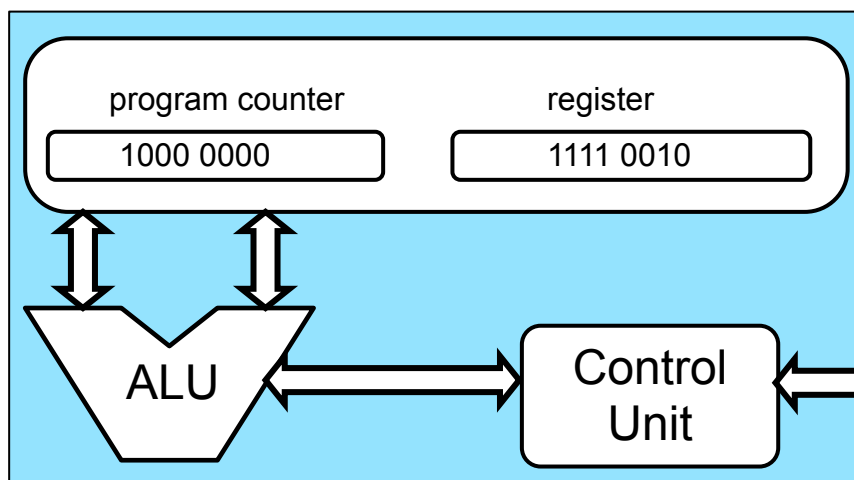 program counter register
1000 0000 1111 0010
ALU
Control
Unit